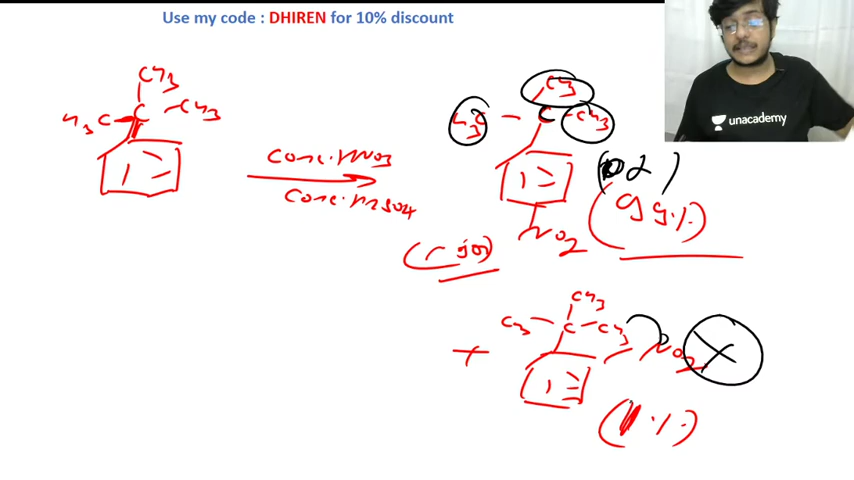 Use my code : DHIREN for 10% discount
unacademy
CH3
H3C - C - CH3
conc. HNO3
conc. H2SO4
CH3
H3C - C - CH3
NO2
(99%)
CH3
CH3 - C - CH3
+
NO2
(1%)